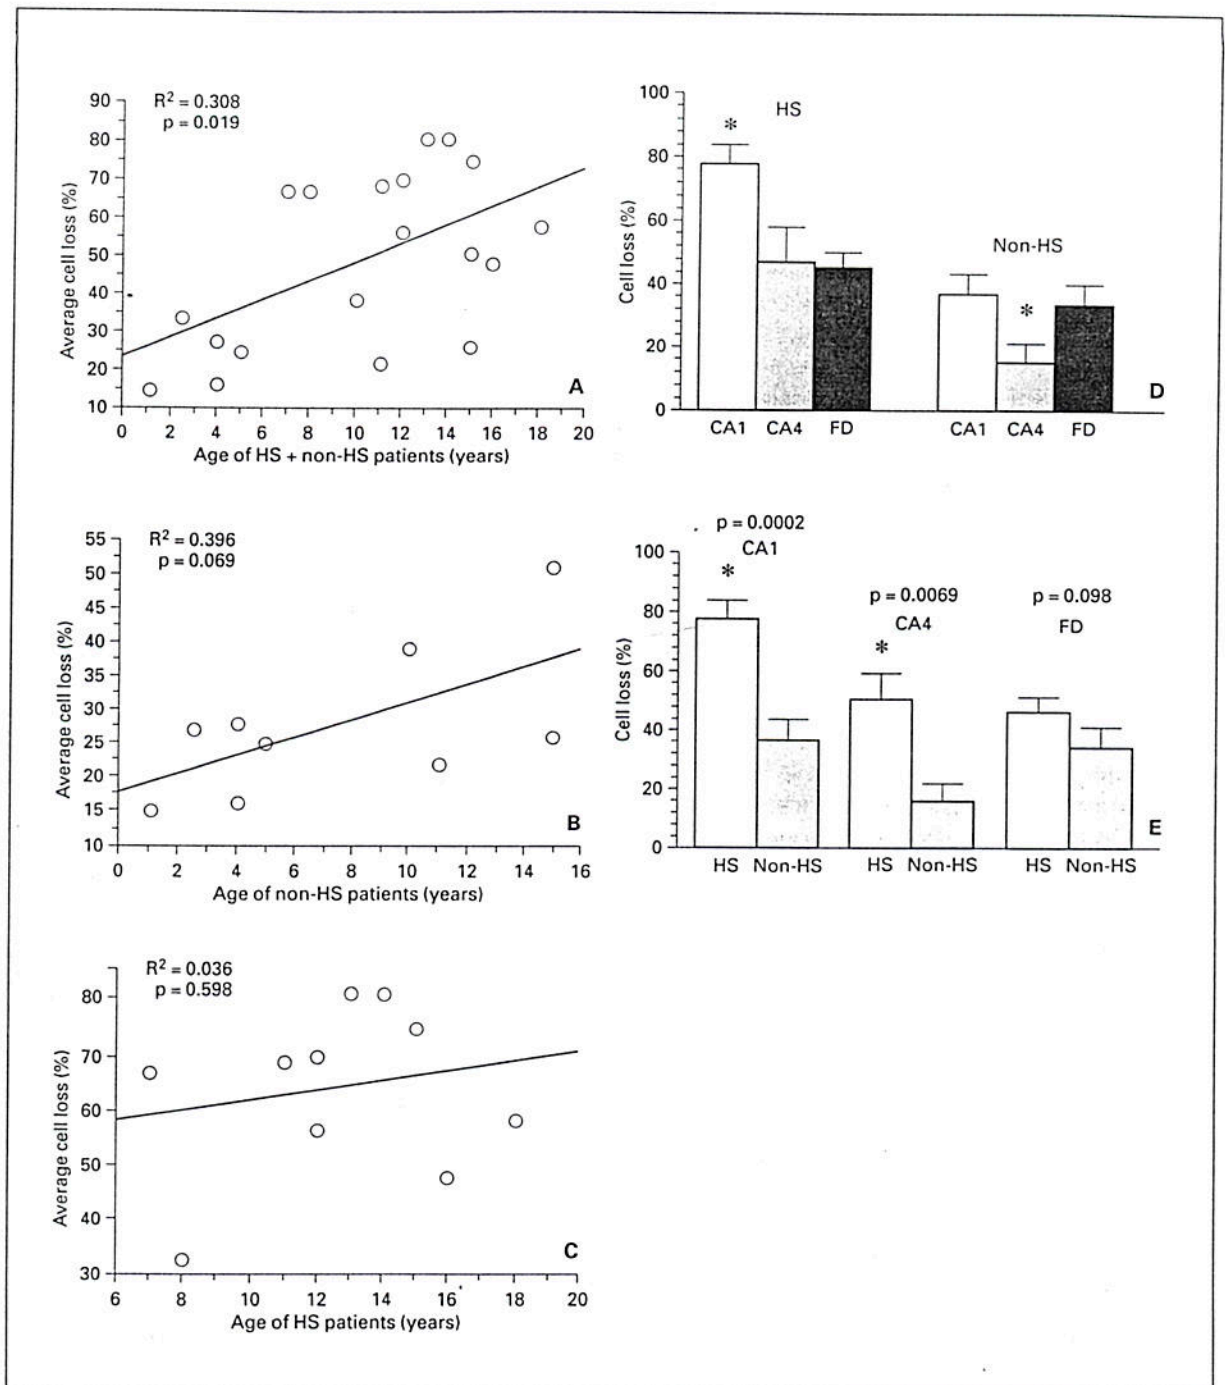 R² = 0.308
p = 0.019
Average cell loss (%)
90
80
70
60
50
40
30
20
10
0 2 4 6 8 10 12 14 16 18 20
Age of HS + non-HS patients (years)
A
Cell loss (%)
100
80
60
40
20
0
HS
*
Non-HS
*
CA1 CA4 FD CA1 CA4 FD
D
R² = 0.396
p = 0.069
Average cell loss (%)
55
50
45
40
35
30
25
20
15
10
0 2 4 6 8 10 12 14 16
Age of non-HS patients (years)
B
Cell loss (%)
100
80
60
40
20
0
p = 0.0002
CA1
*
p = 0.0069
CA4
*
p = 0.098
FD
HS Non-HS HS Non-HS HS Non-HS
E
R² = 0.036
p = 0.598
Average cell loss (%)
80
70
60
50
40
30
6 8 10 12 14 16 18 20
Age of HS patients (years)
C